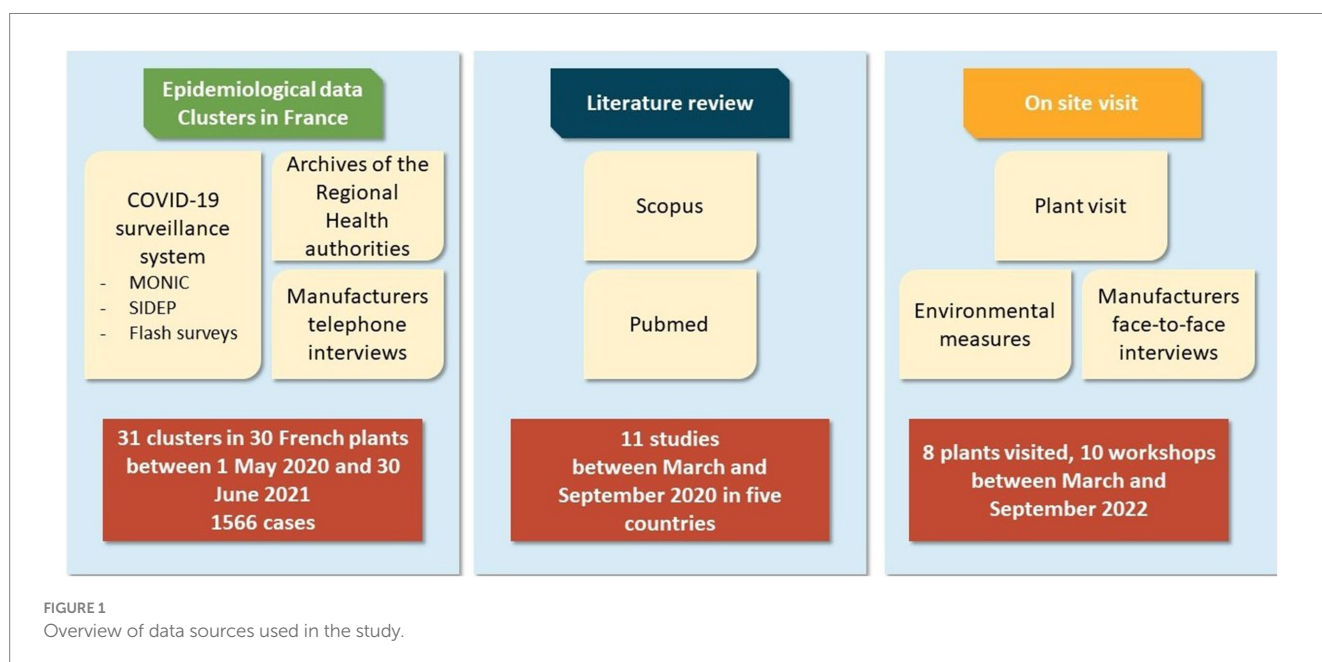 Epidemiological data
Clusters in France
COVID-19
surveillance
system
- MONIC
- SIDEP
- Flash surveys
Archives of the
Regional
Health
authorities
Manufacturers
telephone
interviews
31 clusters in 30 French plants
between 1 May 2020 and 30
June 2021
1566 cases
Literature review
Scopus
Pubmed
11 studies
between March and
September 2020 in five
countries
On site visit
Plant visit
Environmental
measures
Manufacturers
face-to-face
interviews
8 plants visited, 10 workshops
between March and
September 2022
FIGURE 1
Overview of data sources used in the study.